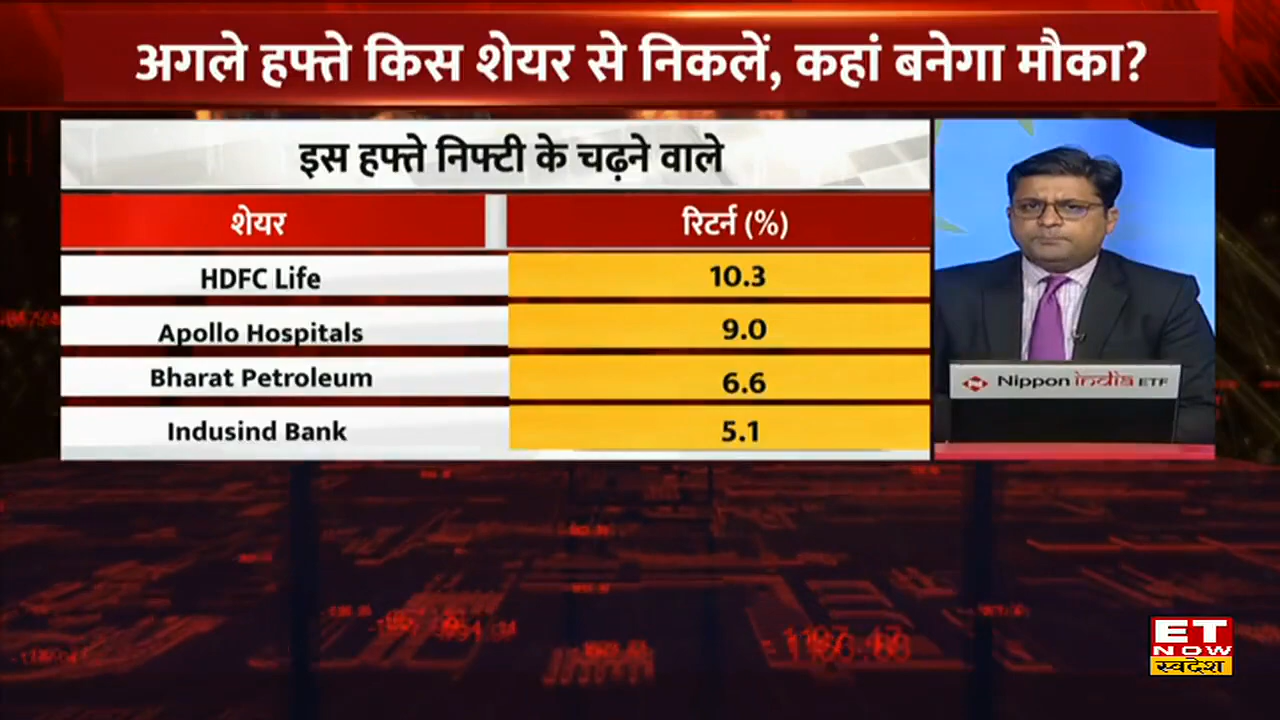 अगले हफ्ते किस शेयर से निकलें, कहां बनेगा मौका?
इस हफ्ते निफ्टी के चढ़ने वाले
शेयर रिटर्न (%)
HDFC Life 10.3
Apollo Hospitals 9.0
Bharat Petroleum 6.6
Indusind Bank 5.1
Nippon india ETF
ET
NOW
स्वदेश